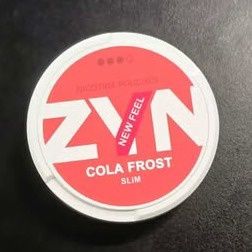 NICOTINE POUCHES
ZYN
NEW FEEL
COLA FROST
SLIM